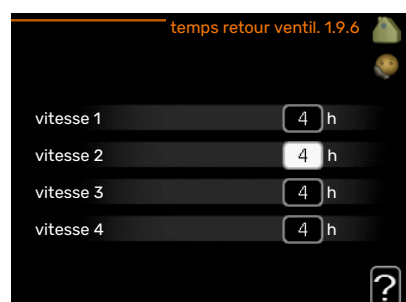 temps retour ventil. 1.9.6
vitesse 1 4 h
vitesse 2 4 h
vitesse 3 4 h
vitesse 4 4 h
?